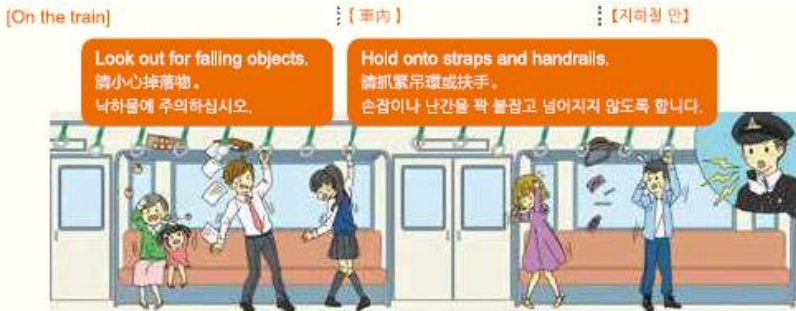 [On the train]
【車內】
【지하철 안】
Look out for falling objects.
請小心掉落物。
낙하물에 주의하십시오.
Hold onto straps and handrails.
請抓緊吊環或扶手。
손잡이나 난간을 꽉 붙잡고 넘어지지 않도록 합니다.